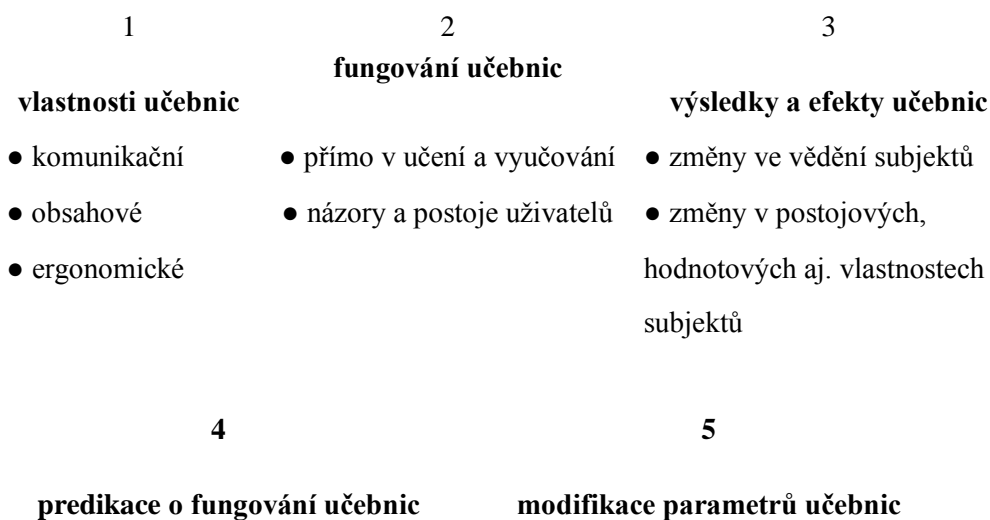 1
vlastnosti učebnic
● komunikační
● obsahové
● ergonomické
2
fungování učebnic
● přímo v učení a vyučování
● názory a postoje uživatelů
3
výsledky a efekty učebnic
● změny ve vědění subjektů
● změny v postojových,
hodnotových aj. vlastnostech
subjektů
4
predikace o fungování učebnic
5
modifikace parametrů učebnic